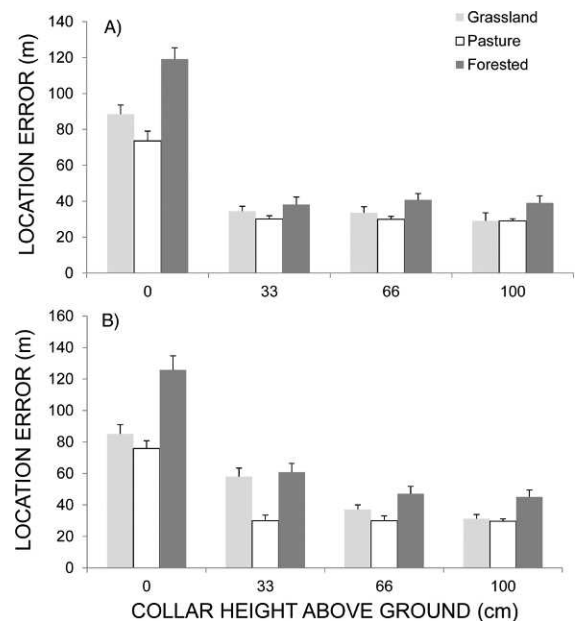 A)
Grassland
Pasture
Forested
LOCATION ERROR (m)
140
120
100
80
60
40
20
0
0 33 66 100
B)
LOCATION ERROR (m)
160
140
120
100
80
60
40
20
0
0 33 66 100
COLLAR HEIGHT ABOVE GROUND (cm)